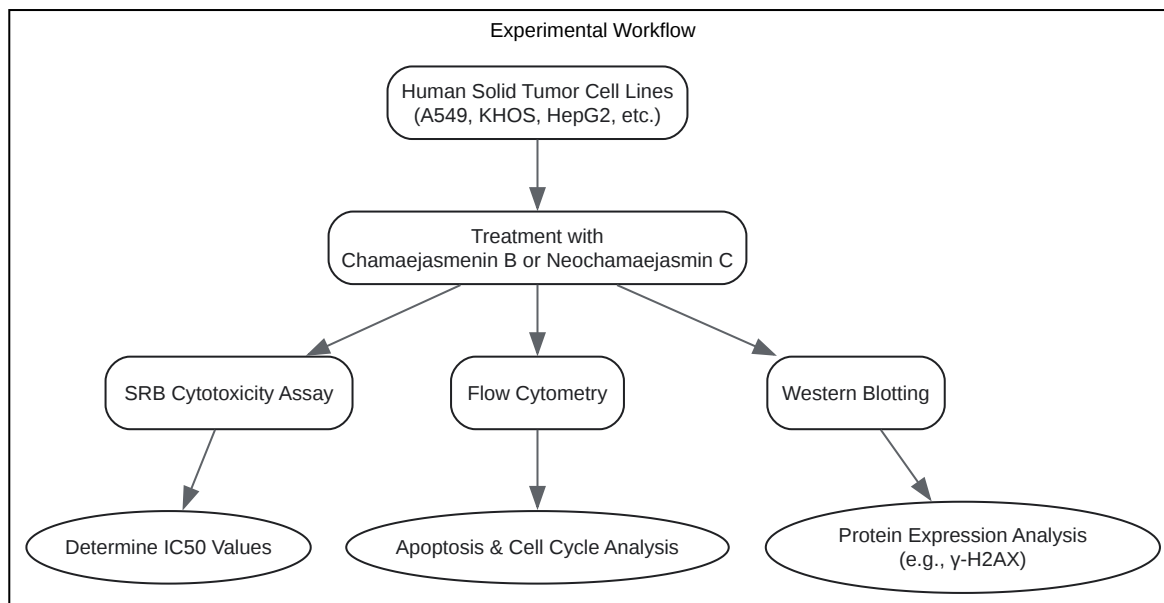 Experimental Workflow
Human Solid Tumor Cell Lines
(A549, KHOS, HepG2, etc.)
Treatment with
Chamaejasmenin B or Neochamaejasmin C
SRB Cytotoxicity Assay
Flow Cytometry
Western Blotting
Determine IC50 Values
Apoptosis & Cell Cycle Analysis
Protein Expression Analysis
(e.g., γ-H2AX)